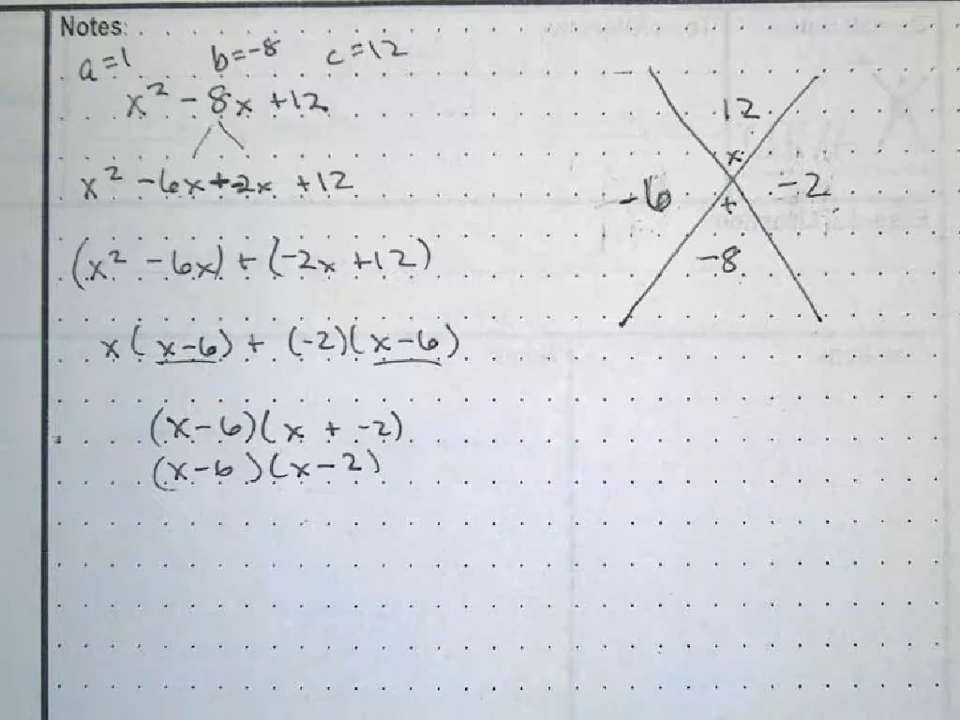 Notes:
a=1 b=-8 c=12
x² - 8x +12
x² -6x+-2x +12
(x² -6x) + (-2x +12)
x(x-6) + (-2)(x-6)
(x-6)(x + -2)
(x-6)(x-2)
12
x
-6 -2
+
-8